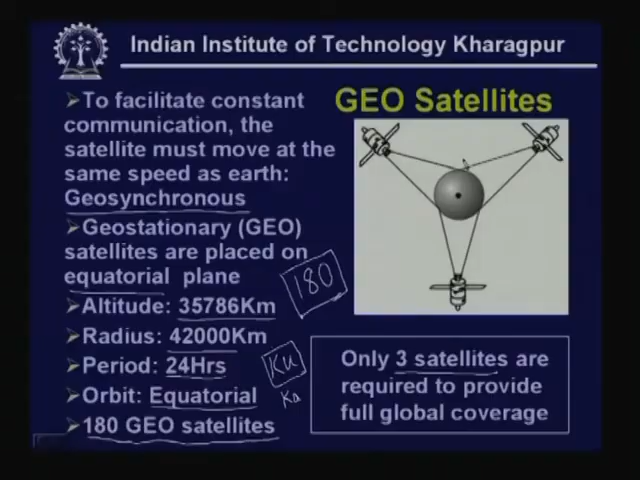 Indian Institute of Technology Kharagpur
GEO Satellites
➢To facilitate constant
communication, the
satellite must move at the
same speed as earth:
Geosynchronous
➢Geostationary (GEO)
satellites are placed on
equatorial plane
180
➢Altitude: 35786Km
➢Radius: 42000Km
➢Period: 24Hrs
Ku
➢Orbit: Equatorial
Ka
➢180 GEO satellites
Only 3 satellites are
required to provide
full global coverage